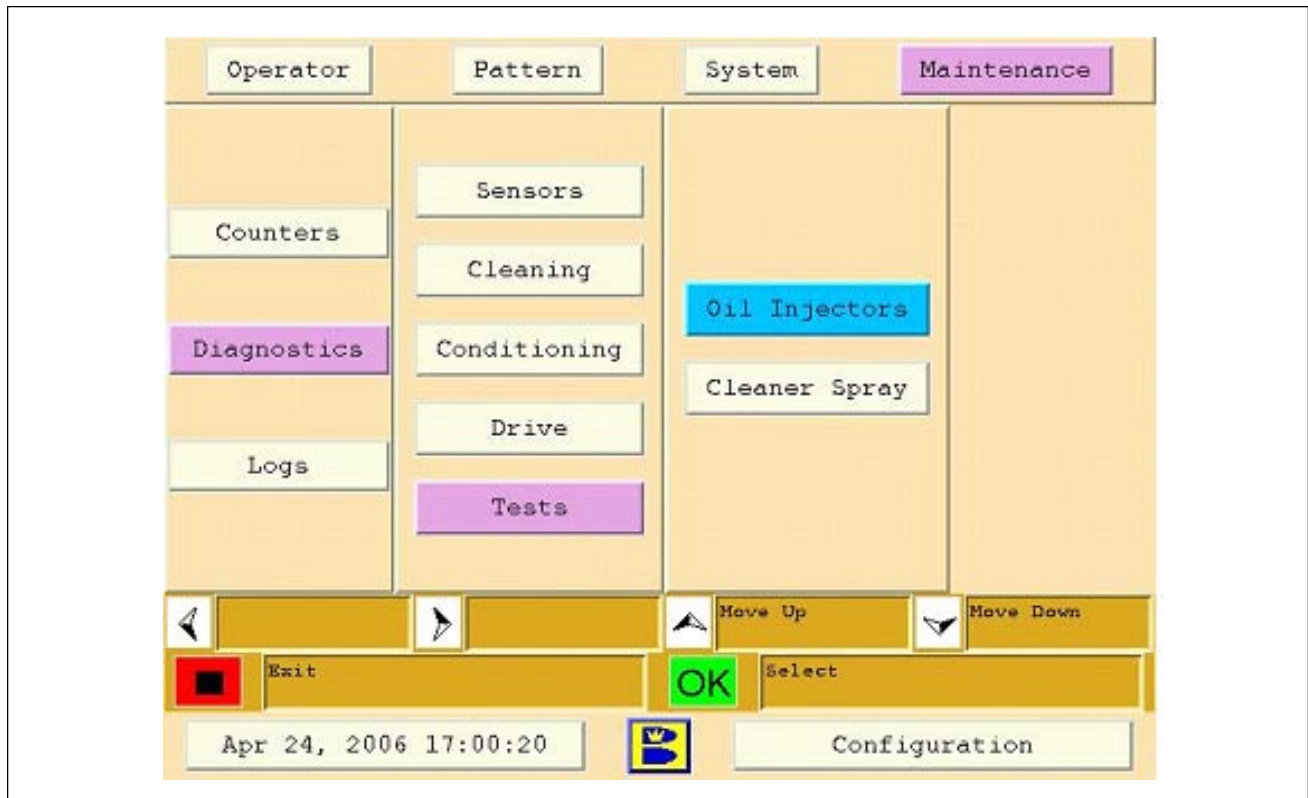 Operator Pattern System Maintenance
Counters
Diagnostics
Logs
Sensors
Cleaning
Conditioning
Drive
Tests
Oil Injectors
Cleaner Spray
Move Up Move Down
Exit OK Select
Apr 24, 2006 17:00:20 Configuration